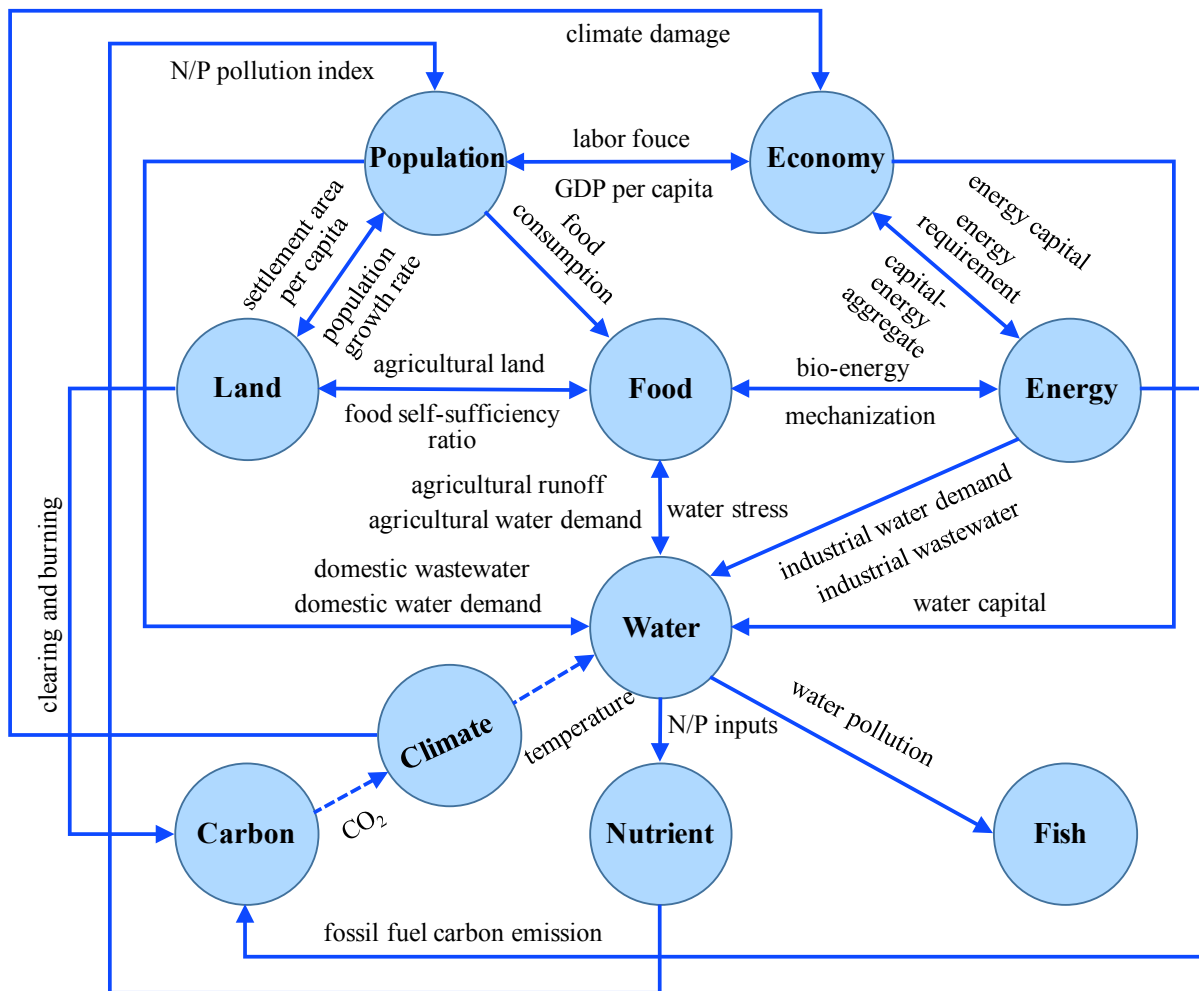 climate damage
N/P pollution index
Population
labor fouce
GDP per capita
Economy
settlement area
per capita
population
growth rate
food
consumption
energy capital
energy
requirement
capital-
energy
aggregate
Land
agricultural land
food self-sufficiency
ratio
Food
bio-energy
mechanization
Energy
agricultural runoff
agricultural water demand
water stress
industrial water demand
industrial wastewater
domestic wastewater
domestic water demand
Water
water capital
clearing and burning
Climate
temperature
N/P inputs
water pollution
Carbon
CO₂
Nutrient
Fish
fossil fuel carbon emission